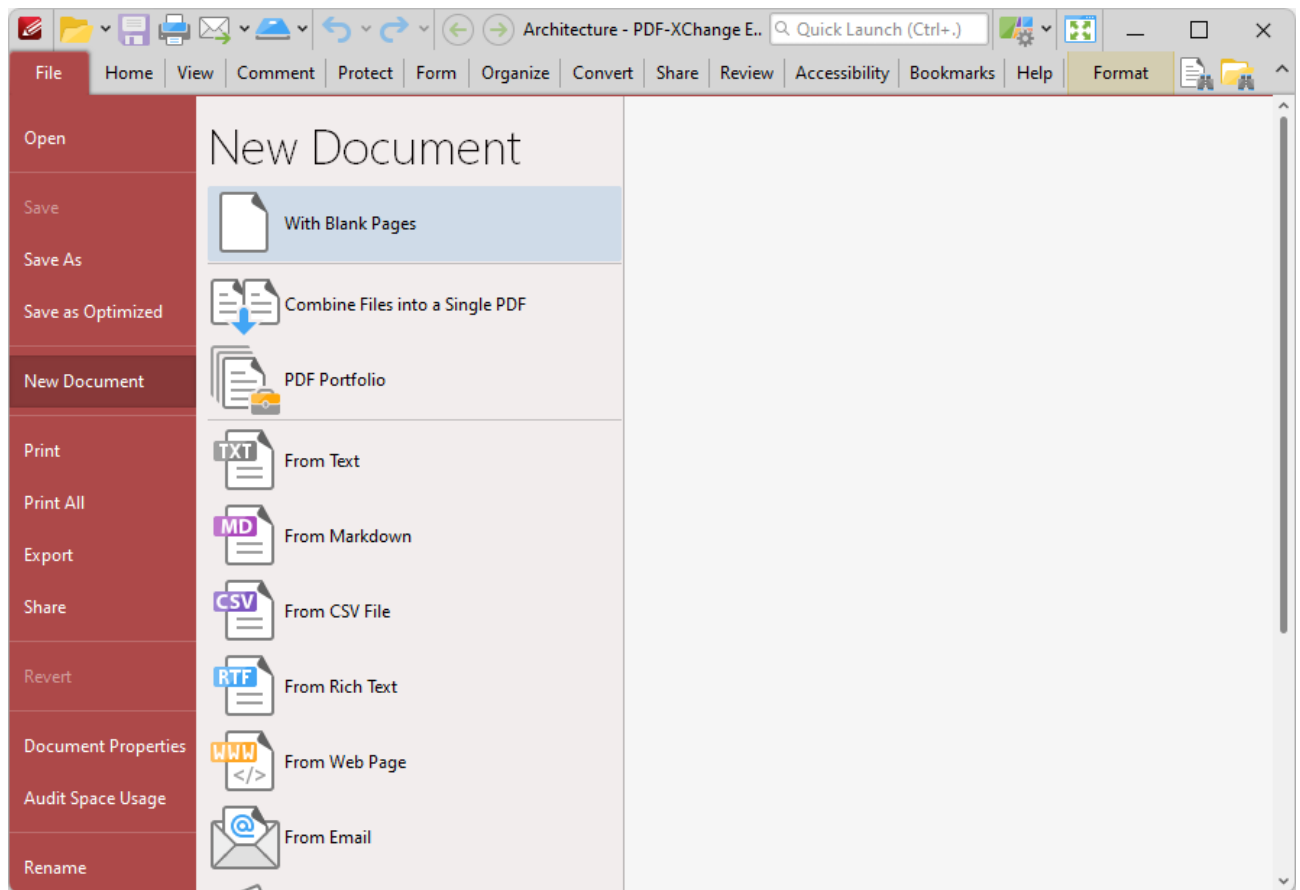 Architecture - PDF-XChange E..
Quick Launch (Ctrl+.)
File Home View Comment Protect Form Organize Convert Share Review Accessibility Bookmarks Help Format
Open
Save
Save As
Save as Optimized
New Document
Print
Print All
Export
Share
Revert
Document Properties
Audit Space Usage
Rename
New Document
With Blank Pages
Combine Files into a Single PDF
PDF Portfolio
TXT From Text
MD From Markdown
CSV From CSV File
RTF From Rich Text
WWW </> From Web Page
@ From Email